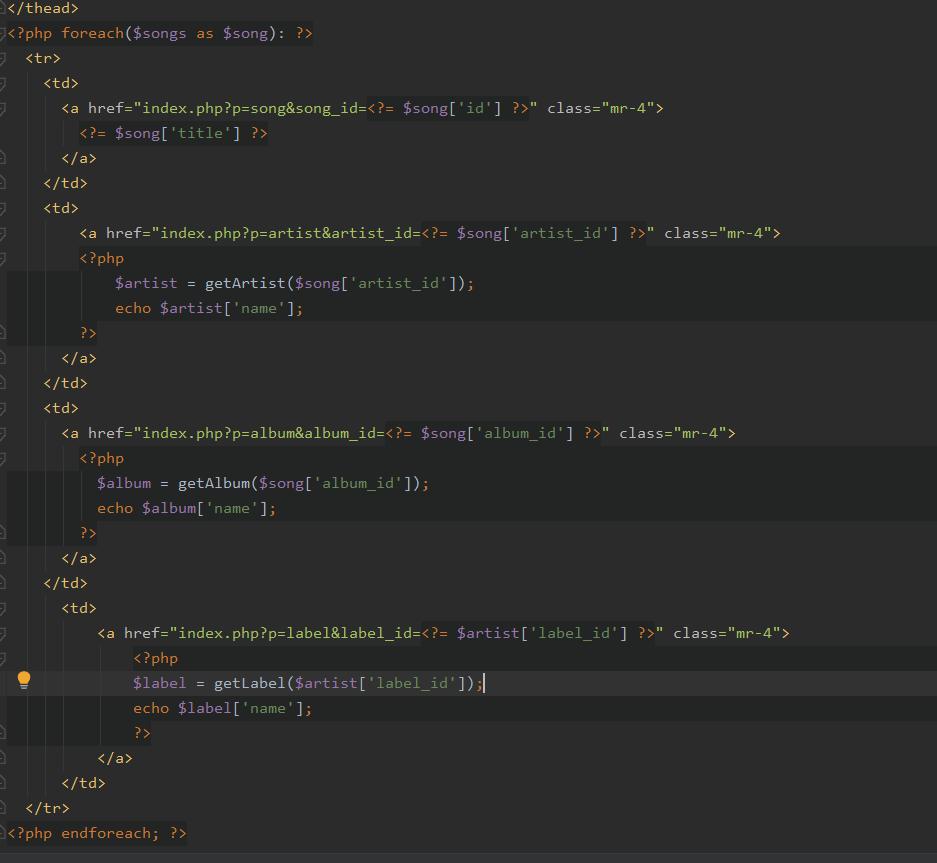 </thead>
<?php foreach($songs as $song): ?>
<tr>
<td>
<a href="index.php?p=song&song_id=<?= $song['id'] ?>" class="mr-4">
<?= $song['title'] ?>
</a>
</td>
<td>
<a href="index.php?p=artist&artist_id=<?= $song['artist_id'] ?>" class="mr-4">
<?php
$artist = getArtist($song['artist_id']);
echo $artist['name'];
?>
</a>
</td>
<td>
<a href="index.php?p=album&album_id=<?= $song['album_id'] ?>" class="mr-4">
<?php
$album = getAlbum($song['album_id']);
echo $album['name'];
?>
</a>
</td>
<td>
<a href="index.php?p=label&label_id=<?= $artist['label_id'] ?>" class="mr-4">
<?php
$label = getLabel($artist['label_id']);
echo $label['name'];
?>
</a>
</td>
</tr>
<?php endforeach; ?>